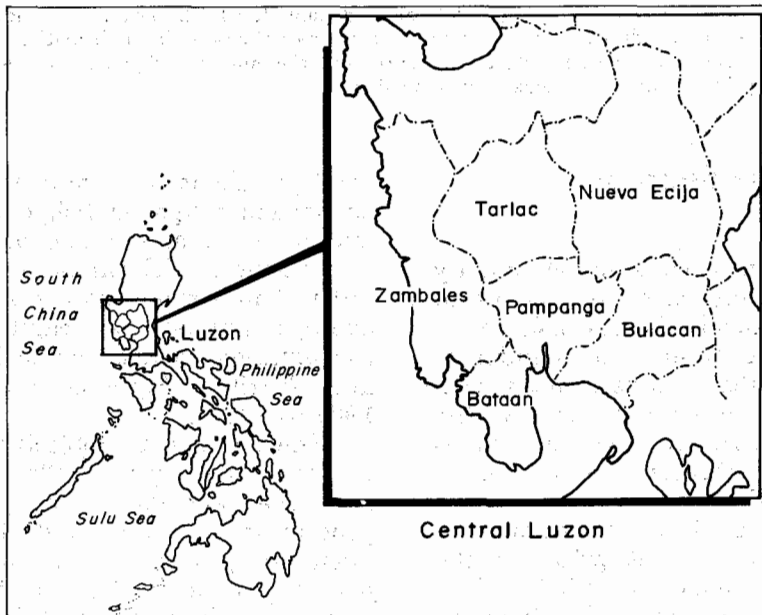 South
China
Sea
Luzon
Philippine
Sea
Sulu Sea
Tarlac
Nueva Ecija
Zambales
Pampanga
Bulacan
Bataan
Central Luzon